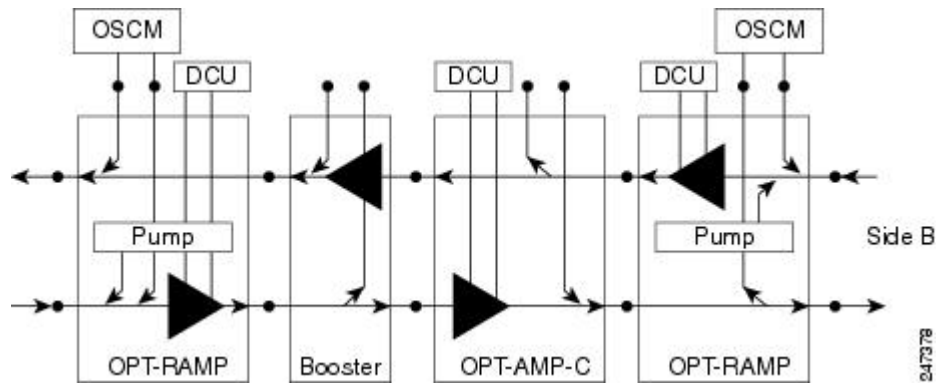 OSCM
OSCM
DCU
DCU
DCU
Pump
Pump
Side B
OPT-RAMP
Booster
OPT-AMP-C
OPT-RAMP
247378